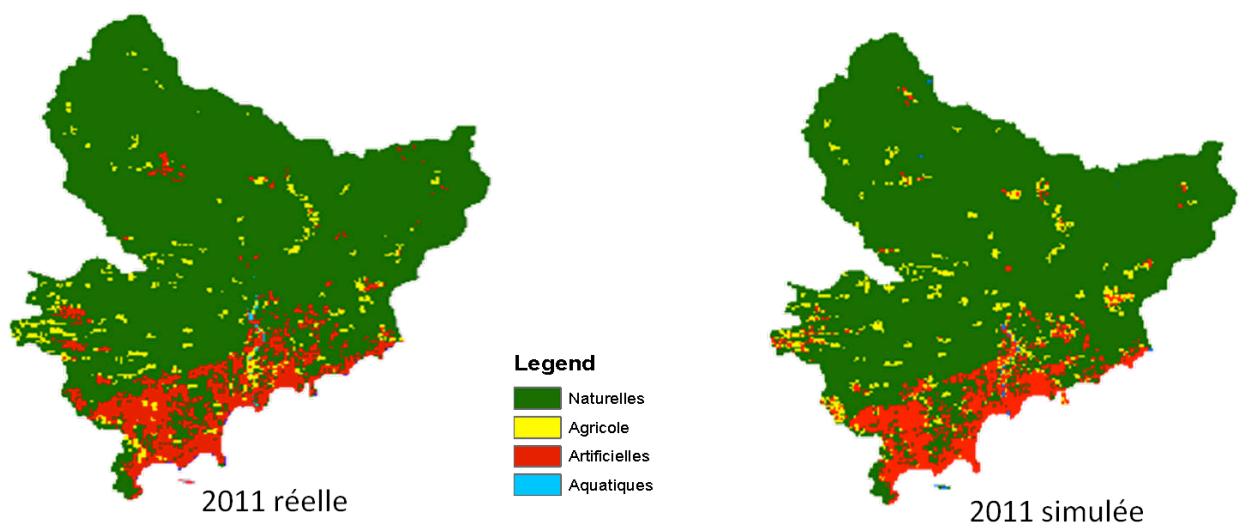 Legend
Naturelles
Agricole
Artificielles
Aquatiques
2011 réelle
2011 simulée